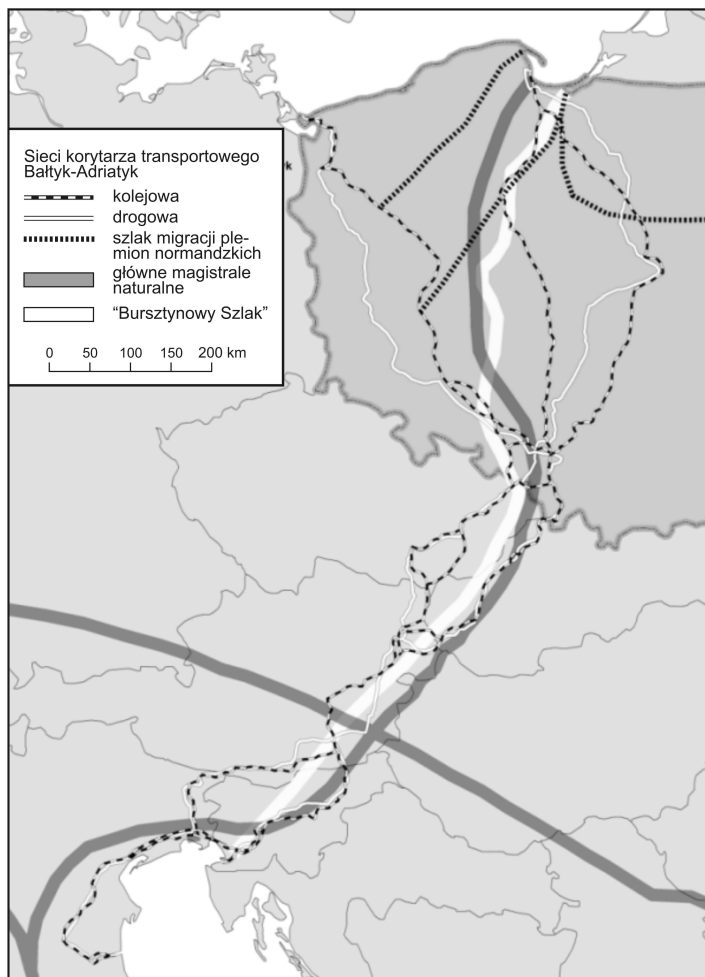 Sieci korytarza transportowego
Bałtyk-Adriatyk
kolejowa
drogowa
szlak migracji ple-
mion normandzkich
główne magistrale
naturalne
“Bursztynowy Szlak”
0 50 100 150 200 km